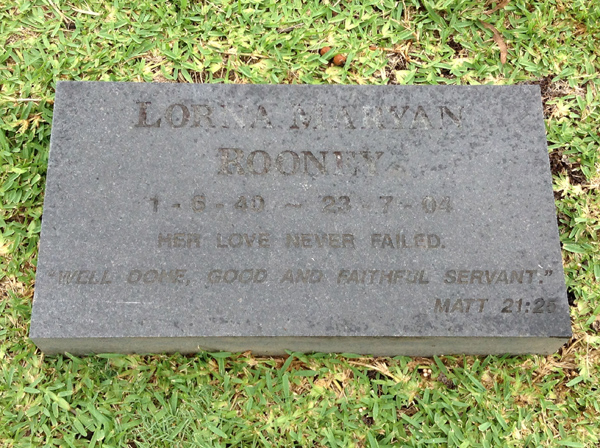 LORNA MARYAN
ROONEY
1-6-40 ~ 23-7-04
HER LOVE NEVER FAILED.
"WELL DONE, GOOD AND FAITHFUL SERVANT."
MATT 21:25